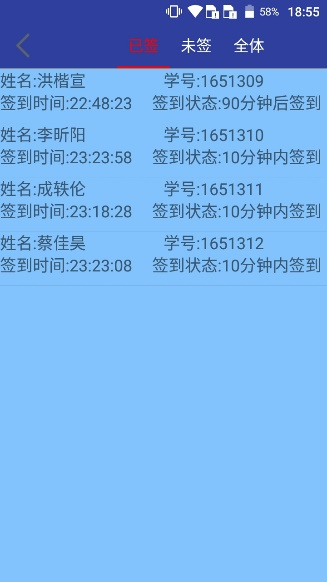 58% 18:55
已签 未签 全体
姓名:洪楷宣 学号:1651309
签到时间:22:48:23 签到状态:90分钟后签到
姓名:李昕阳 学号:1651310
签到时间:23:23:58 签到状态:10分钟内签到
姓名:成轶伦 学号:1651311
签到时间:23:18:28 签到状态:10分钟内签到
姓名:蔡佳昊 学号:1651312
签到时间:23:23:08 签到状态:10分钟内签到